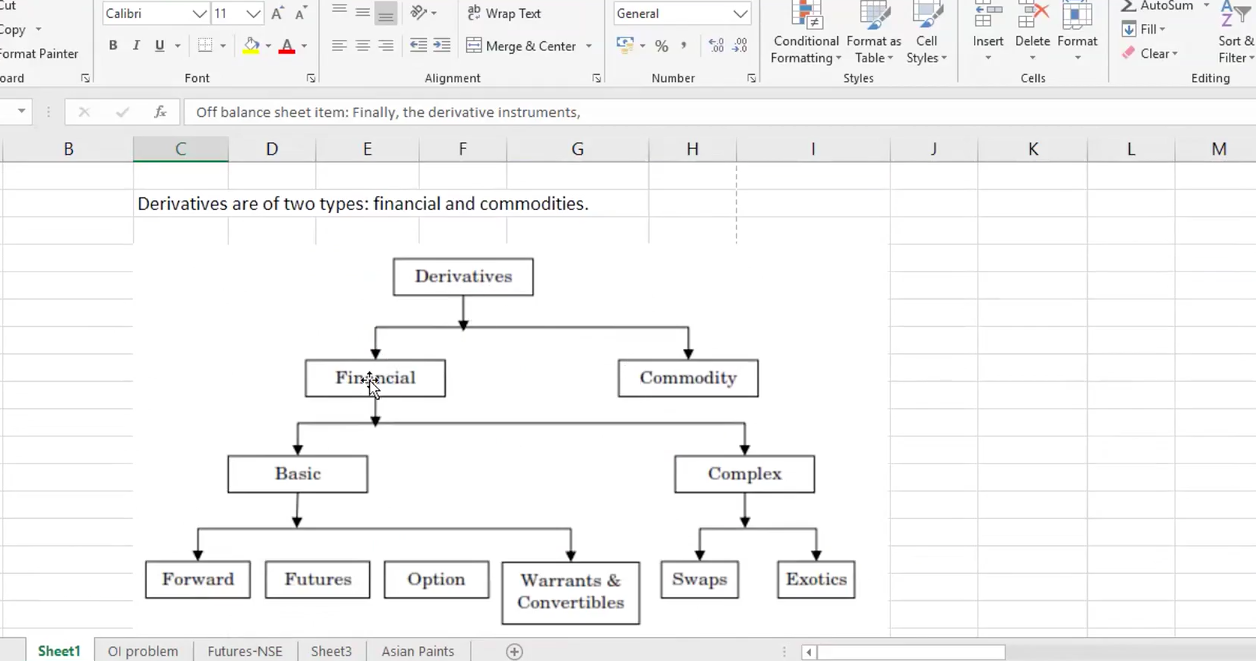 Cut
Calibri 11 A A Wrap Text General AutoSum
Copy Fill
Format Painter B I U A Merge & Center % , Conditional Formatting Format as Table Cell Styles Insert Delete Format Clear Sort & Filter
oard Font Alignment Number Styles Cells Editing
fx Off balance sheet item: Finally, the derivative instruments,
B C D E F G H I J K L M
Derivatives are of two types: financial and commodities.
Derivatives
Financial Commodity
Basic Complex
Forward Futures Option Warrants & Convertibles Swaps Exotics
Sheet1 OI problem Futures-NSE Sheet3 Asian Paints